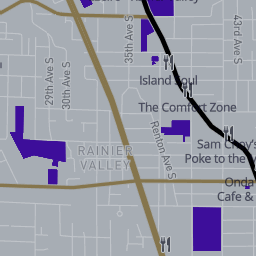 35th Ave S
43rd Ave S
29th Ave S
30th Ave S
Island Soul
The Comfort Zone
Renton Ave S
Sam Choy's
Poke to the
RAINIER
VALLEY
Onda
Cafe &